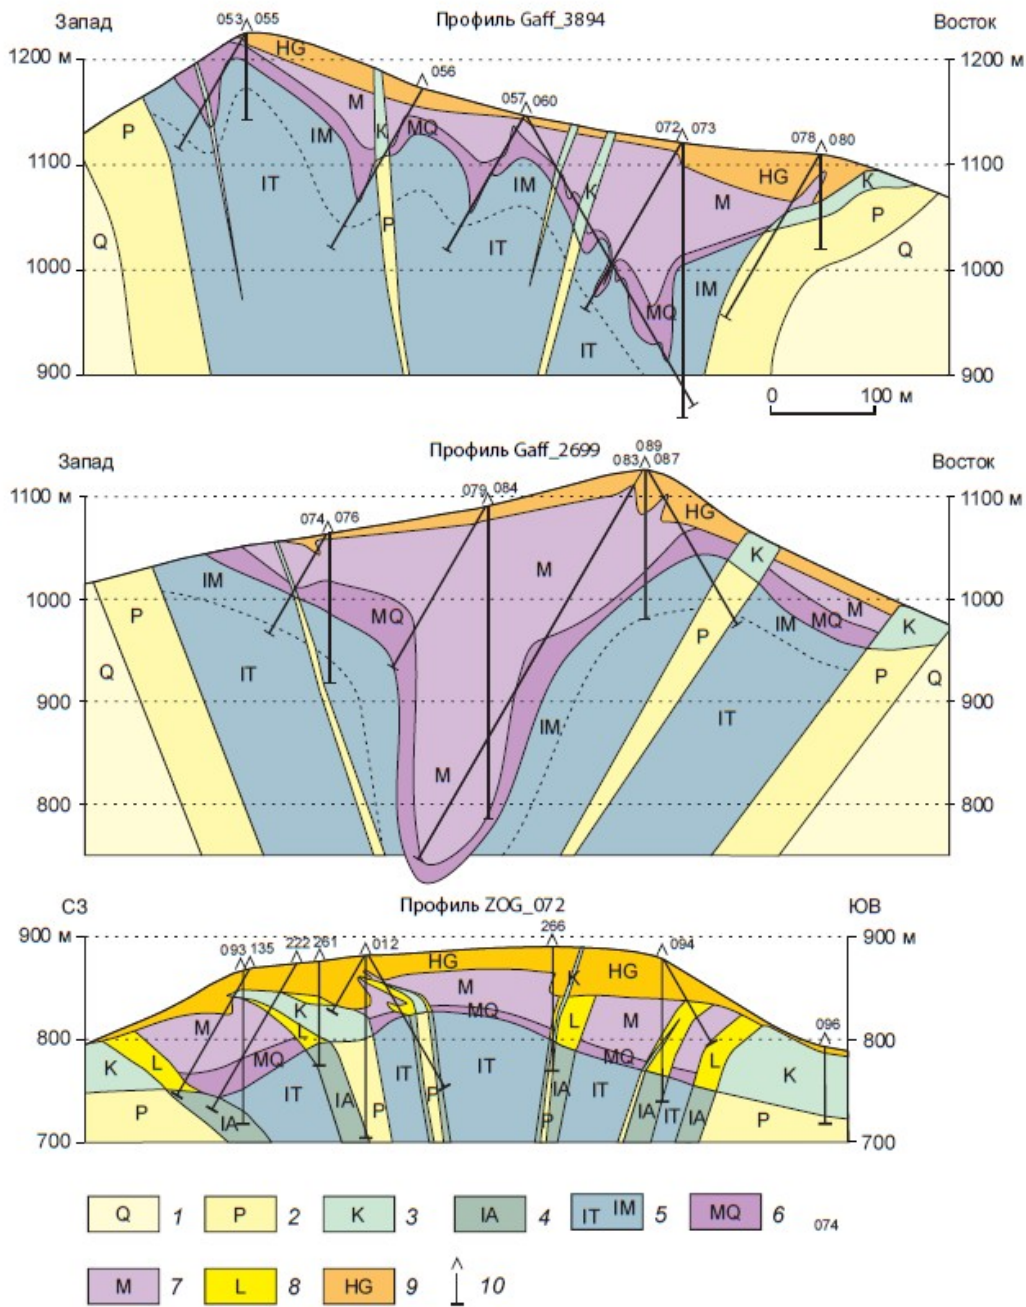 Профиль Gaff_3894
Запад
Восток
053 055
056
057 060
072 073
078 080
1200 м
1200 м
1100
1100
1000
1000
900
900
HG
P
M
K
MQ
IM
IT
Q
P
IT
IM
K
M
HG
K
P
Q
IM
MQ
IT
0 100 м
Профиль Gaff_2699
Запад
Восток
074 076
079 084
089
083 087
1100 м
1100 м
1000
1000
900
900
800
800
HG
K
M
IM
MQ
P
IT
Q
P
IM
MQ
M
K
P
Q
IM
IT
M
Профиль ZOG_072
СЗ
ЮВ
093 135
222 261
012
266
094
096
900 м
900 м
800
800
700
700
HG
M
K
HG
M
K
L
MQ
L
M
K
L
MQ
IT
IT
MQ
L
K
P
IA
IT
IA
P
P
IA
P
IT
IA
IT
IA
P
Q 1 P 2 K 3 IA 4 IT IM 5 MQ 6 074
M 7 L 8 HG 9 10